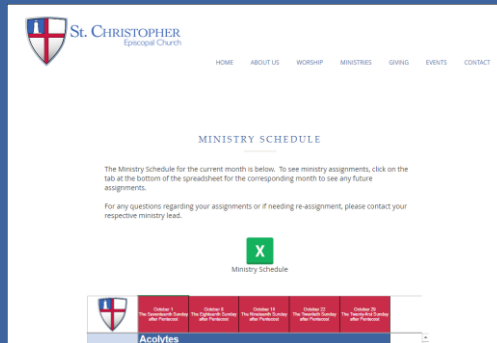 St. CHRISTOPHER
Episcopal Church
HOME ABOUT US WORSHIP MINISTRIES GIVING EVENTS CONTACT
MINISTRY SCHEDULE
The Ministry Schedule for the current month is below. To see ministry assignments, click on the
tab at the bottom of the spreadsheet for the corresponding month to see any future
assignments.
For any questions regarding your assignments or if needing re-assignment, please contact your
respective ministry lead.
X
Ministry Schedule
October 1 October 8 October 15 October 22 October 29
The Seventeenth Sunday The Eighteenth Sunday The Nineteenth Sunday The Twentieth Sunday The Twenty-first Sunday
after Pentecost after Pentecost after Pentecost after Pentecost after Pentecost
Acolytes